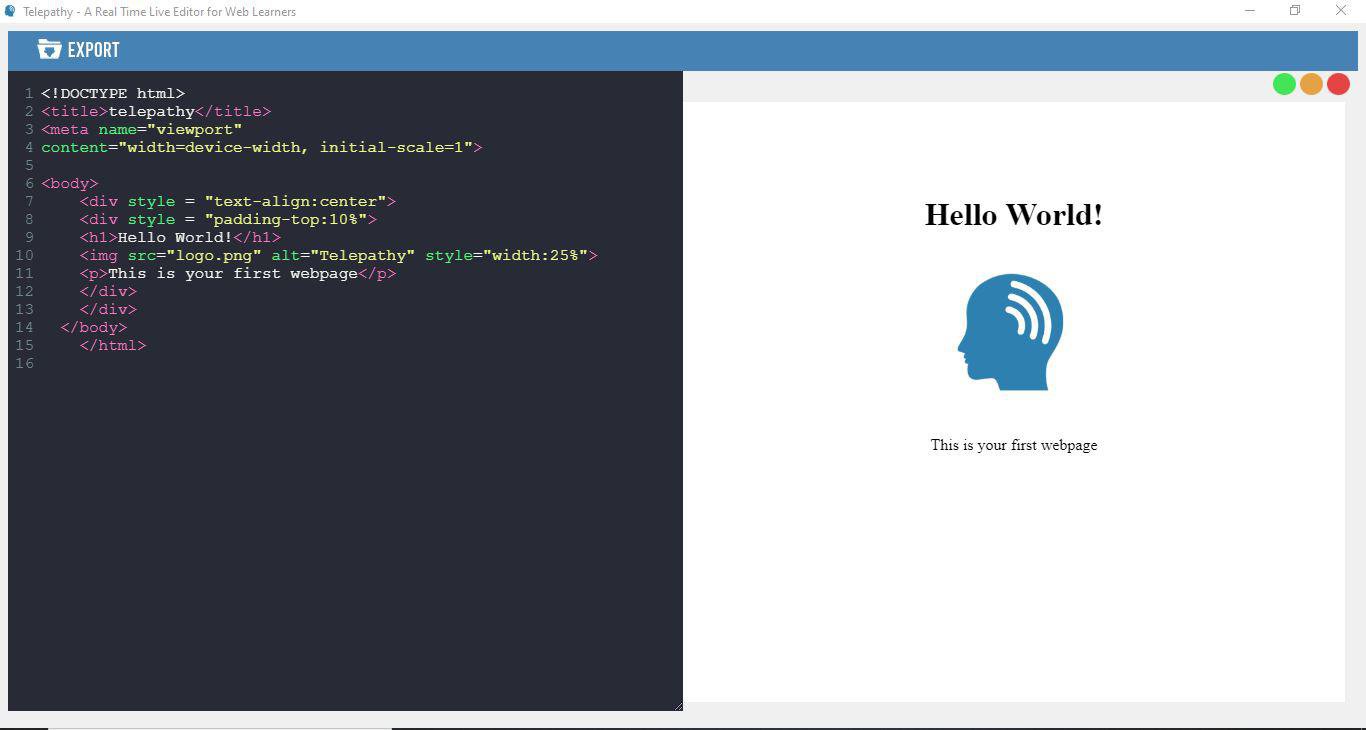 Telepathy - A Real Time Live Editor for Web Learners
EXPORT
1 <!DOCTYPE html>
2 <title>telepathy</title>
3 <meta name="viewport"
4 content="width=device-width, initial-scale=1">
5
6 <body>
7     <div style = "text-align:center">
8     <div style = "padding-top:10%">
9     <h1>Hello World!</h1>
10     <img src="logo.png" alt="Telepathy" style="width:25%">
11     <p>This is your first webpage</p>
12     </div>
13     </div>
14   </body>
15     </html>
16
Hello World!
This is your first webpage